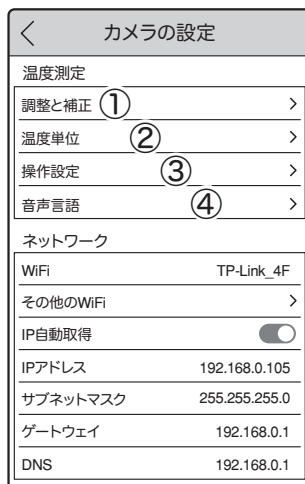 カメラの設定
温度測定
調整と補正 ①
温度単位 ②
操作設定 ③
音声言語 ④
ネットワーク
WiFi TP-Link_4F
その他のWiFi
IP自動取得
IPアドレス 192.168.0.105
サブネットマスク 255.255.255.0
ゲートウェイ 192.168.0.1
DNS 192.168.0.1